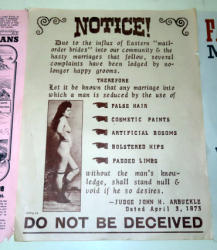 NOTICE!
Due to the influx of Eastern "mail-
order brides" into our community & the
hasty marriages that follow, several
complaints have been lodged by no-
longer happy grooms.
THEREFORE
Let it be known that any marriage into
which a man is seduced by the use of
FALSE HAIR
COSMETIC PAINTS
ARTIFICIAL BOSOMS
BOLSTERED HIPS
PADDED LIMBS
without the man's know-
ledge, shall stand null &
void if he so desires.
—JUDGE JOHN H. ARBUCKLE
Dated April 3, 1873
DO NOT BE DECEIVED